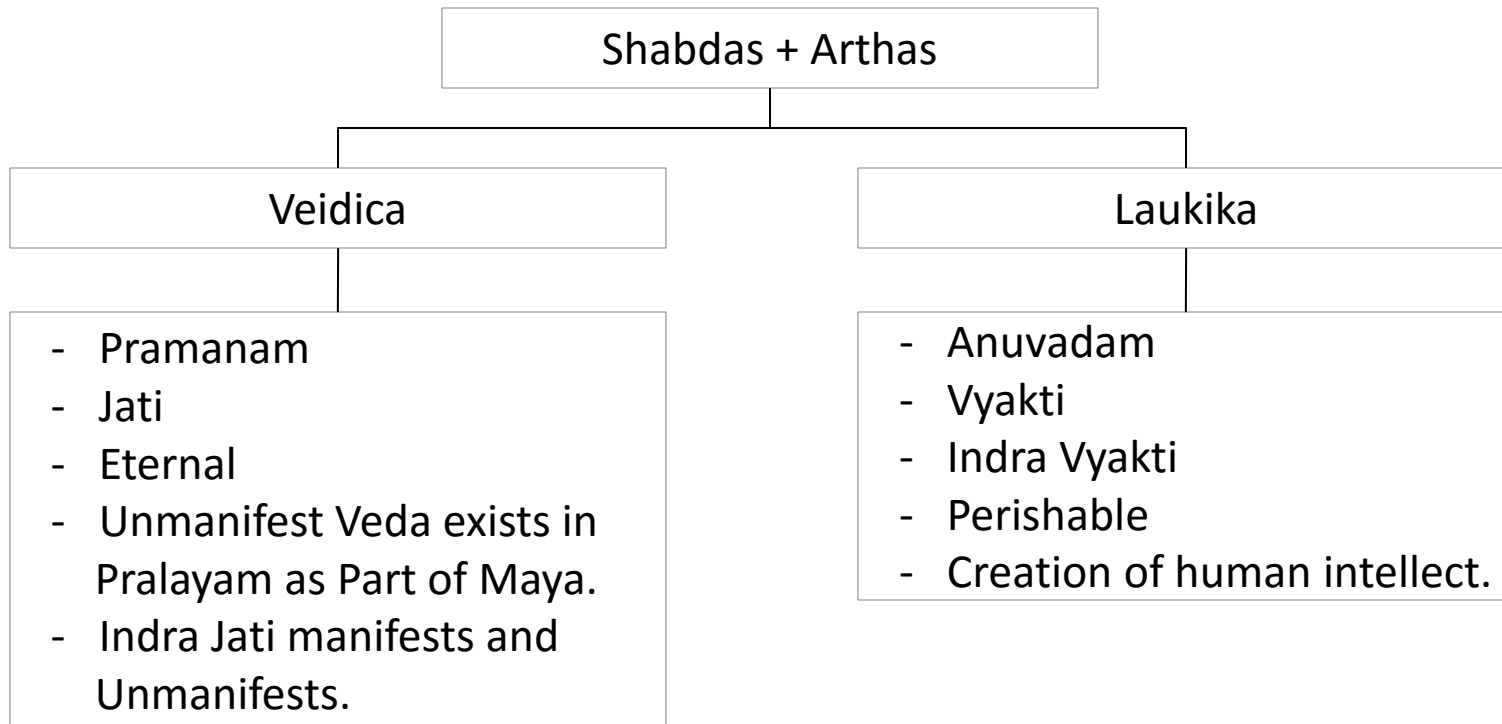 Shabdas + Arthas
Veidica
Laukika
- Pramanam
- Jati
- Eternal
- Unmanifest Veda exists in
Pralayam as Part of Maya.
- Indra Jati manifests and
Unmanifests.
- Anuvadam
- Vyakti
- Indra Vyakti
- Perishable
- Creation of human intellect.